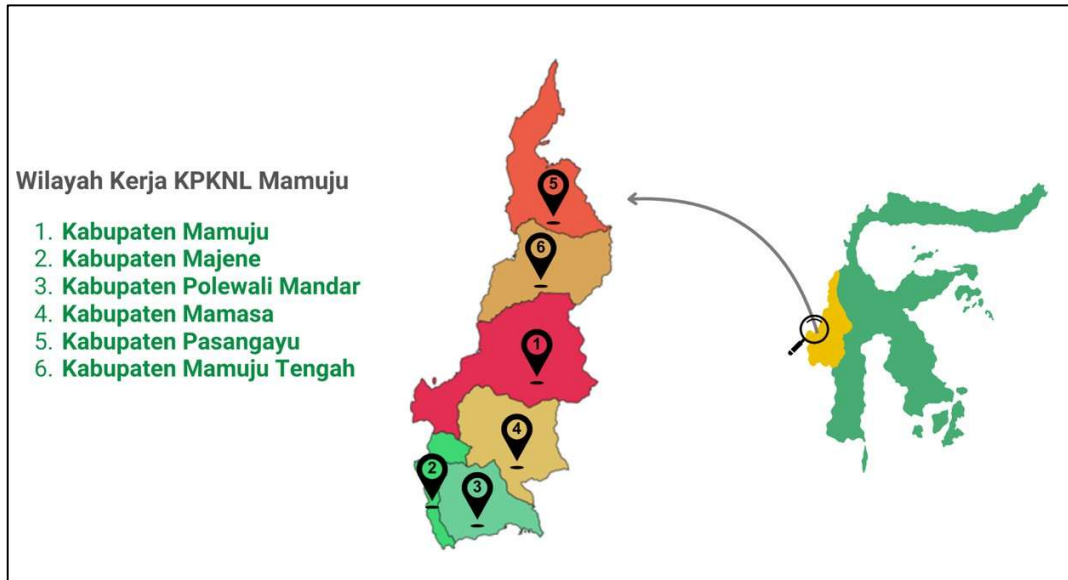 Wilayah Kerja KPKNL Mamuju
1. Kabupaten Mamuju
2. Kabupaten Majene
3. Kabupaten Polewali Mandar
4. Kabupaten Mamasa
5. Kabupaten Pasangayu
6. Kabupaten Mamuju Tengah
5
6
1
4
2
3